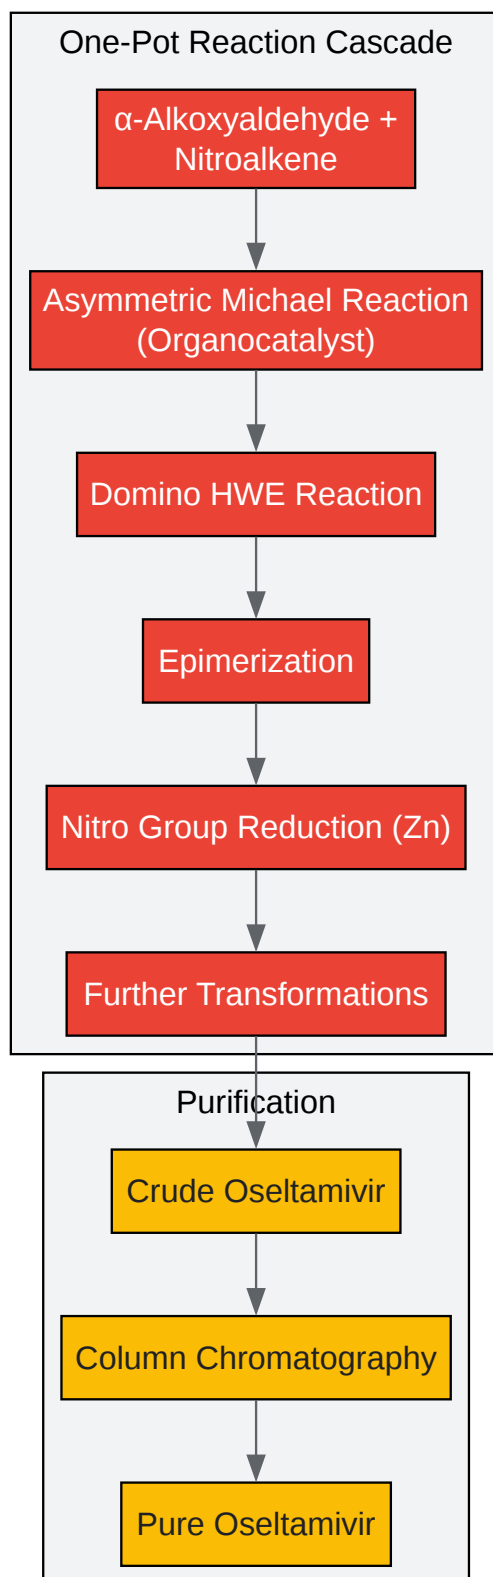 One-Pot Reaction Cascade
α-Alkoxyaldehyde +
Nitroalkene
Asymmetric Michael Reaction
(Organocatalyst)
Domino HWE Reaction
Epimerization
Nitro Group Reduction (Zn)
Further Transformations
Purification
Crude Oseltamivir
Column Chromatography
Pure Oseltamivir